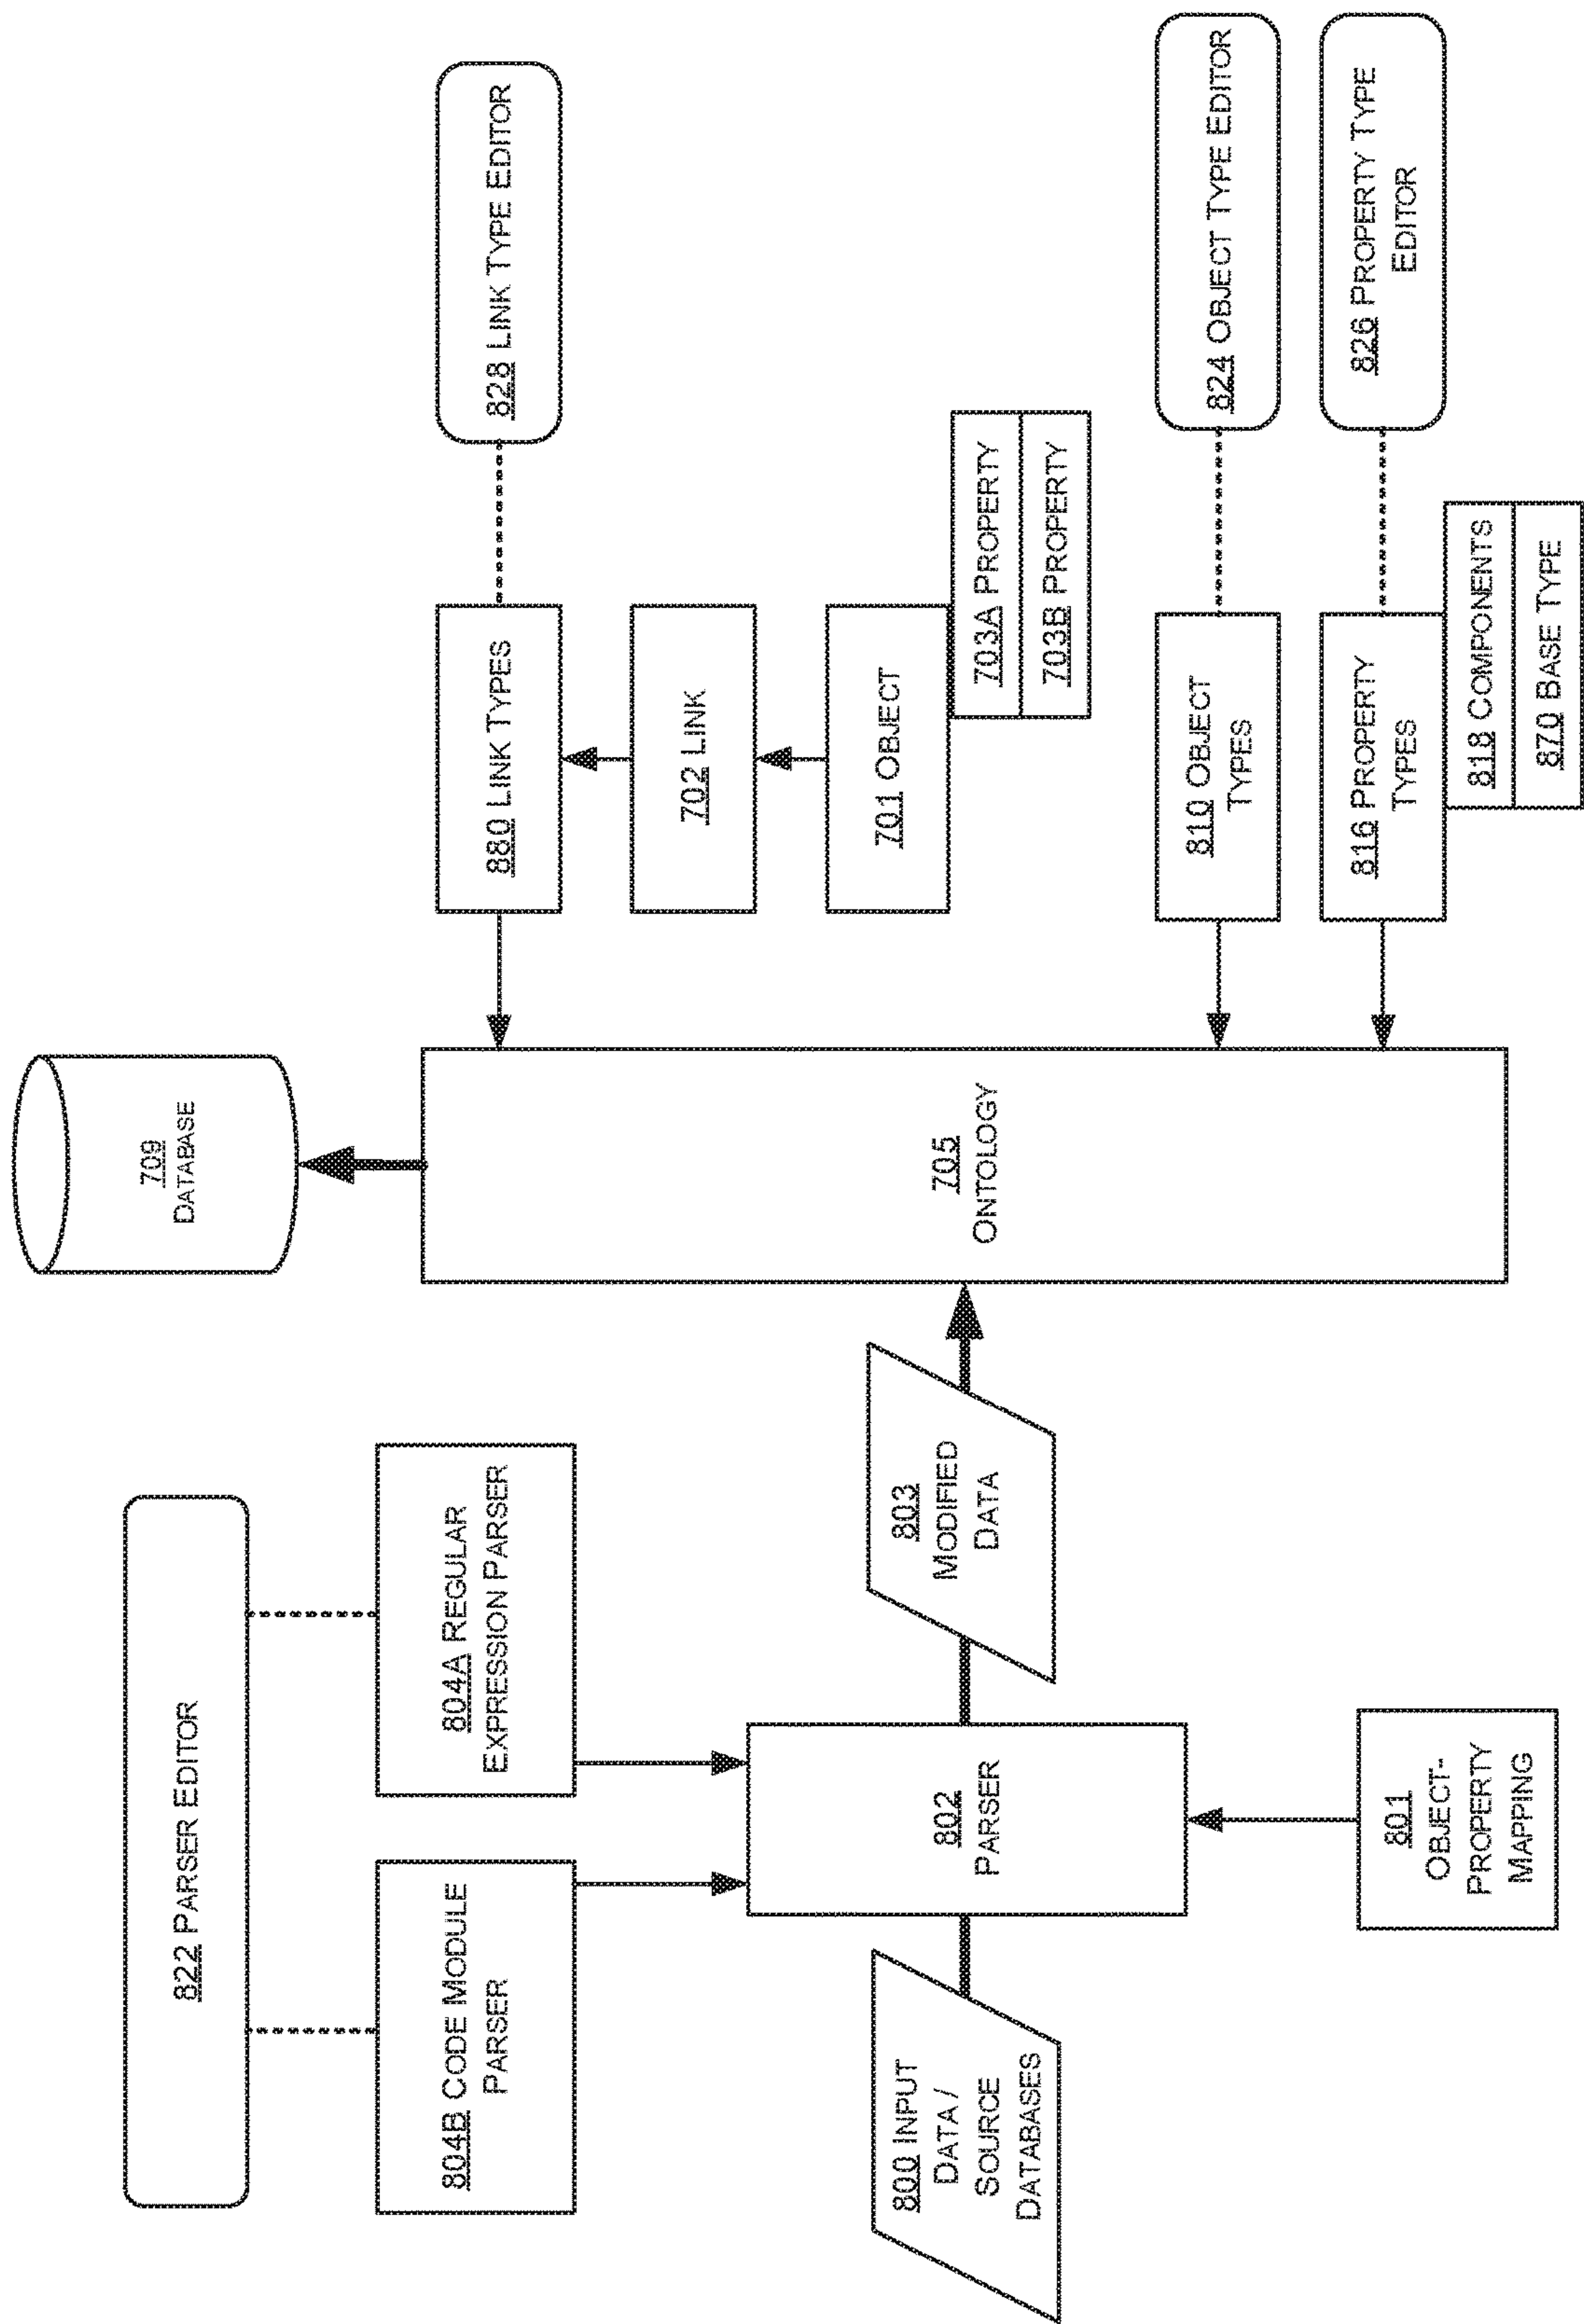 822 PARSER EDITOR
804B CODE MODULE
PARSER
804A REGULAR
EXPRESSION PARSER
800 INPUT
DATA /
SOURCE
DATABASES
802
PARSER
803
MODIFIED
DATA
801
OBJECT-
PROPERTY
MAPPING
709
DATABASE
705
ONTOLOGY
880 LINK TYPES
828 LINK TYPE EDITOR
702 LINK
701 OBJECT
703A PROPERTY
703B PROPERTY
810 OBJECT
TYPES
824 OBJECT TYPE EDITOR
816 PROPERTY
TYPES
826 PROPERTY TYPE
EDITOR
818 COMPONENTS
870 BASE TYPE